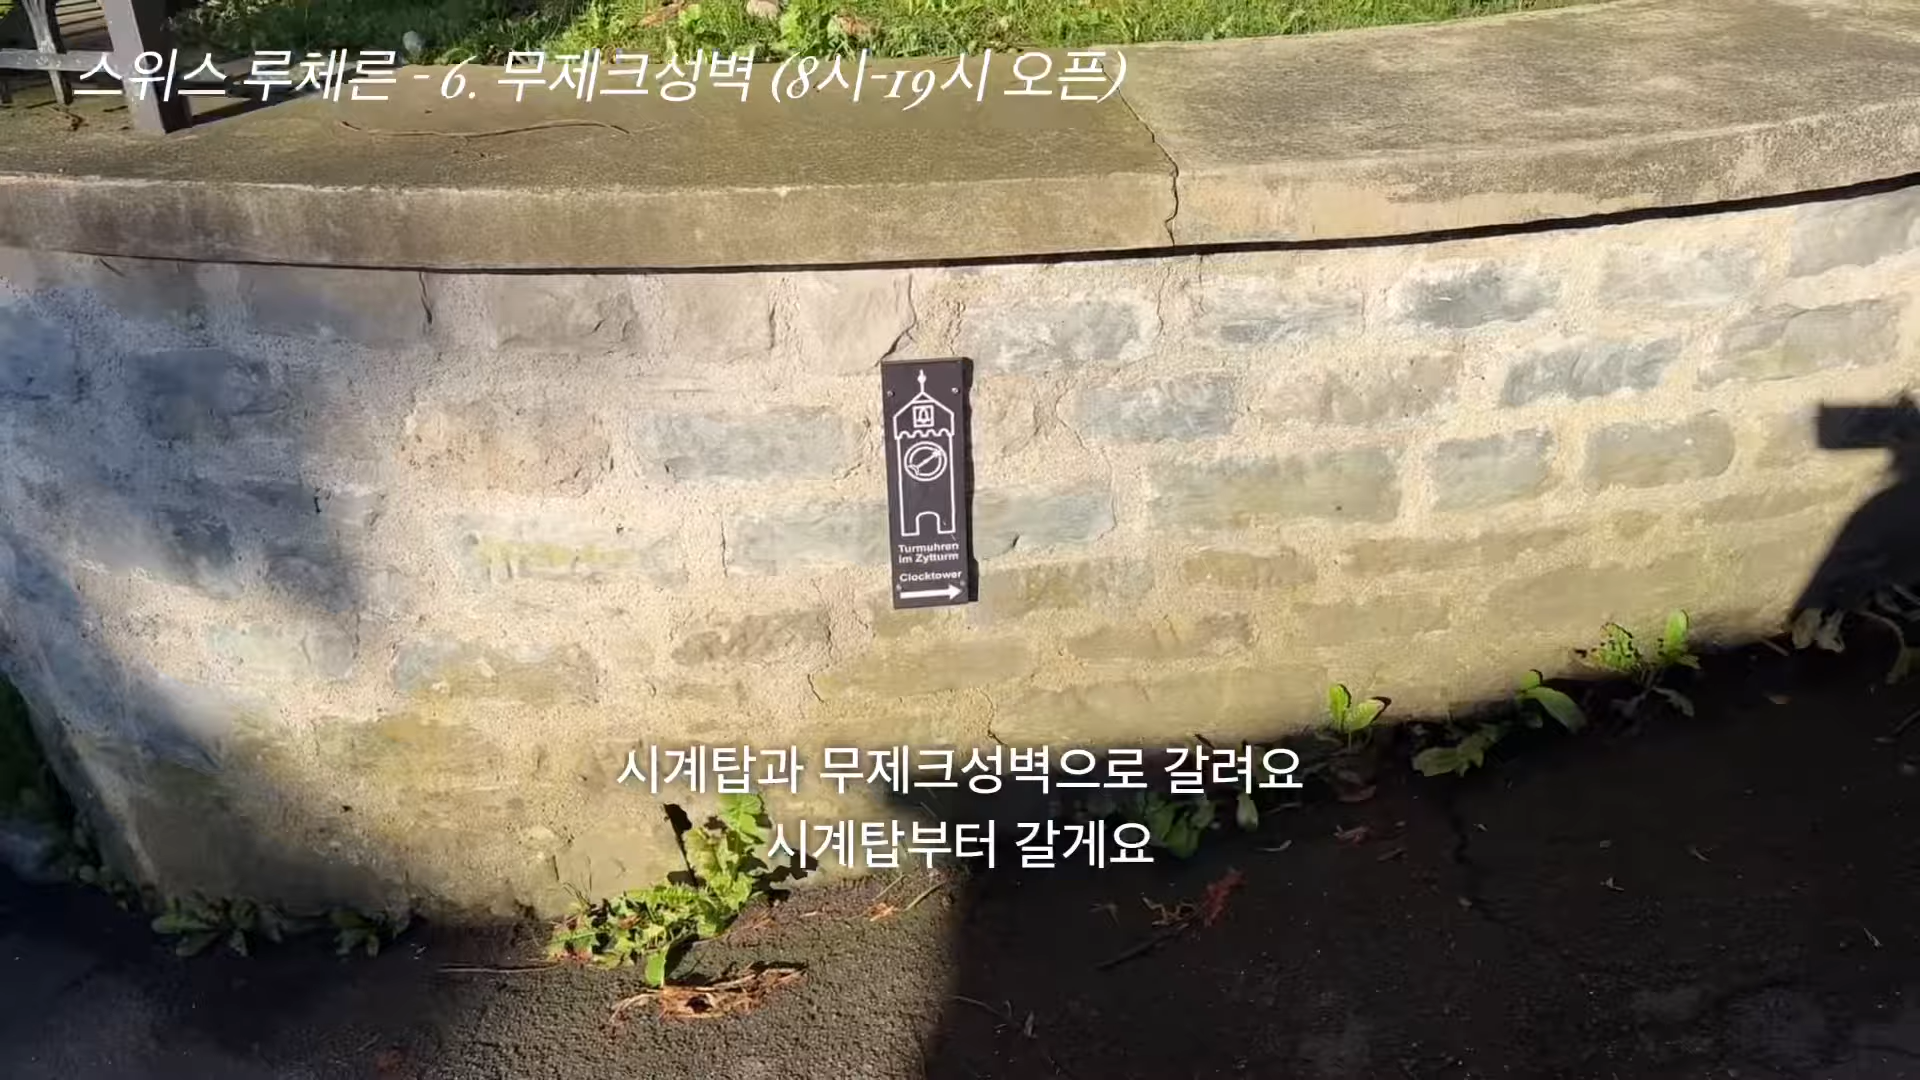 스위스 루체른 - 6. 무제크성벽 (8시-19시 오픈)
Turmuhren
im Zytturm
Clocktower
시계탑과 무제크성벽으로 갈려요
시계탑부터 갈게요